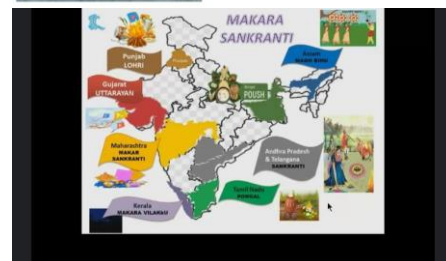 MAKARA
SANKRANTI
Punjab
LOHRI
Assam
MAGH BIHU
Gujarat
UTTARAYAN
POUSH
Maharashtra
MAKAR
SANKRANTI
Andhra Pradesh
& Telangana
SANKRANTI
Tamil Nadu
PONGAL
Kerala
MAKARA VILAKKU